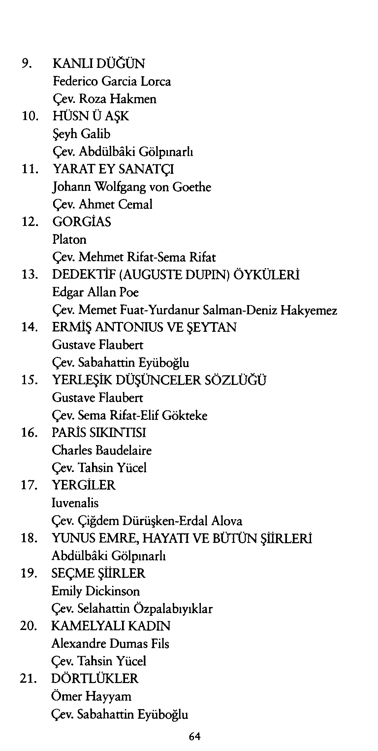 9. KANLI DÜĞÜN
Federico Garcia Lorca
Çev. Roza Hakmen
10. HÜSN Ü AŞK
Şeyh Galib
Çev. Abdülbâki Gölpınarlı
11. YARAT EY SANATÇI
Johann Wolfgang von Goethe
Çev. Ahmet Cemal
12. GORGİAS
Platon
Çev. Mehmet Rifat-Sema Rifat
13. DEDEKTİF (AUGUSTE DUPIN) ÖYKÜLERİ
Edgar Allan Poe
Çev. Memet Fuat-Yurdanur Salman-Deniz Hakyemez
14. ERMİŞ ANTONIUS VE ŞEYTAN
Gustave Flaubert
Çev. Sabahattin Eyüboğlu
15. YERLEŞİK DÜŞÜNCELER SÖZLÜĞÜ
Gustave Flaubert
Çev. Sema Rifat-Elif Gökteke
16. PARİS SIKINTISI
Charles Baudelaire
Çev. Tahsin Yücel
17. YERGİLER
Iuvenalis
Çev. Çiğdem Dürüşken-Erdal Alova
18. YUNUS EMRE, HAYATI VE BÜTÜN ŞİİRLERİ
Abdülbâki Gölpınarlı
19. SEÇME ŞİİRLER
Emily Dickinson
Çev. Selahattin Özpalabıyıklar
20. KAMELYALI KADIN
Alexandre Dumas Fils
Çev. Tahsin Yücel
21. DÖRTLÜKLER
Ömer Hayyam
Çev. Sabahattin Eyüboğlu
64